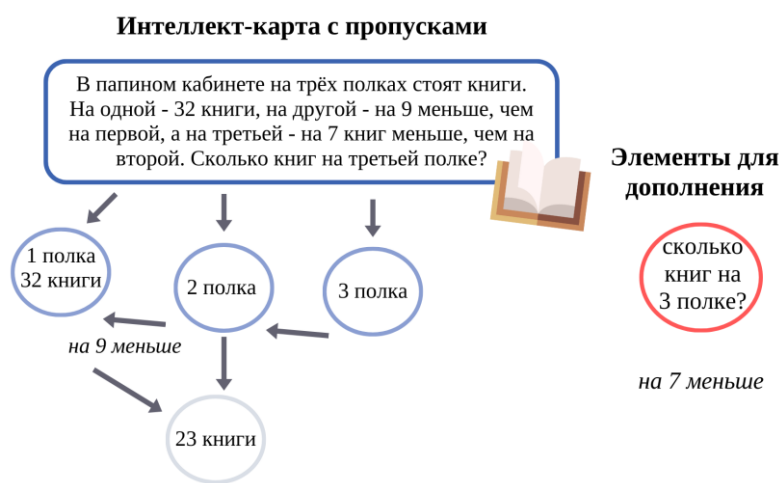 Интеллект-карта с пропусками
В папином кабинете на трёх полках стоят книги.
На одной - 32 книги, на другой - на 9 меньше, чем
на первой, а на третьей - на 7 книг меньше, чем на
второй. Сколько книг на третьей полке?
Элементы для
дополнения
1 полка
32 книги
2 полка
3 полка
сколько
книг на
3 полке?
на 9 меньше
на 7 меньше
23 книги